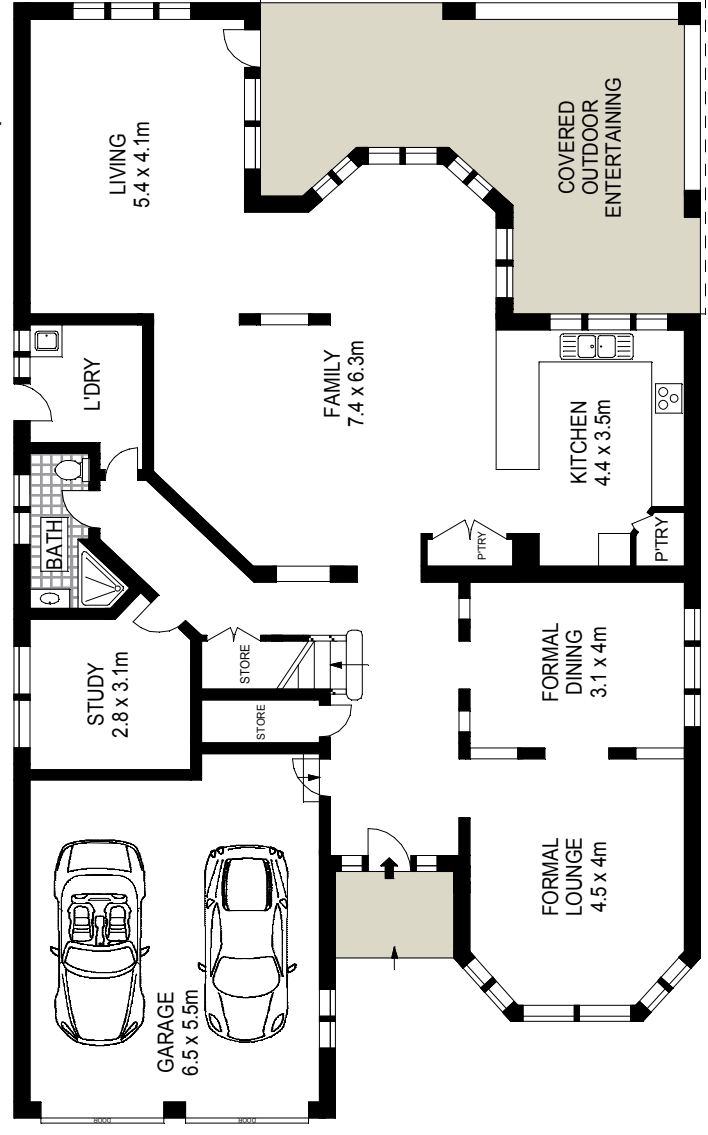 LIVING
5.4 x 4.1m
COVERED
OUTDOOR
ENTERTAINING
L'DRY
FAMILY
7.4 x 6.3m
KITCHEN
4.4 x 3.5m
BATH
P'TRY
P'TRY
STUDY
2.8 x 3.1m
STORE
STORE
FORMAL
DINING
3.1 x 4m
FORMAL
LOUNGE
4.5 x 4m
GARAGE
6.5 x 5.5m
DOOR
DOOR